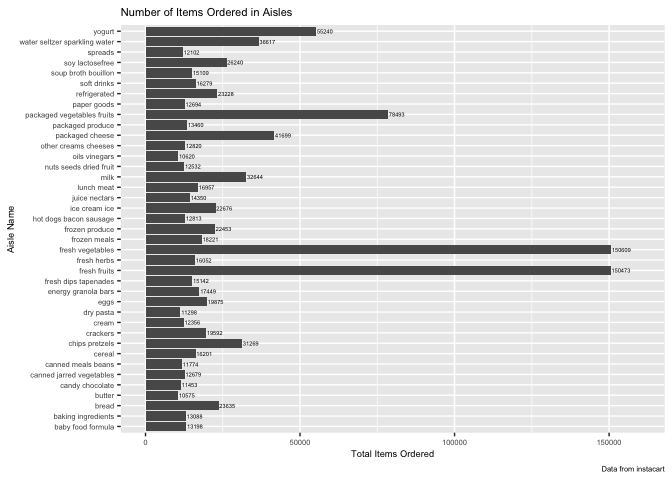 Number of Items Ordered in Aisles
Aisle Name
yogurt 55240
water seltzer sparkling water 36617
spreads 12102
soy lactosefree 26240
soup broth bouillon 15109
soft drinks 16279
refrigerated 23228
paper goods 12694
packaged vegetables fruits 78493
packaged produce 13460
packaged cheese 41699
other creams cheeses 12820
oils vinegars 10620
nuts seeds dried fruit 12532
milk 32644
lunch meat 16957
juice nectars 14350
ice cream ice 22676
hot dogs bacon sausage 12813
frozen produce 22453
frozen meals 18221
fresh vegetables 150609
fresh herbs 16052
fresh fruits 150473
fresh dips tapenades 15142
energy granola bars 17449
eggs 19875
dry pasta 11298
cream 12356
crackers 19592
chips pretzels 31269
cereal 16201
canned meals beans 11774
canned jarred vegetables 12679
candy chocolate 11453
butter 10575
bread 23635
baking ingredients 13088
baby food formula 13198
0 50000 100000 150000
Total Items Ordered
Data from instacart